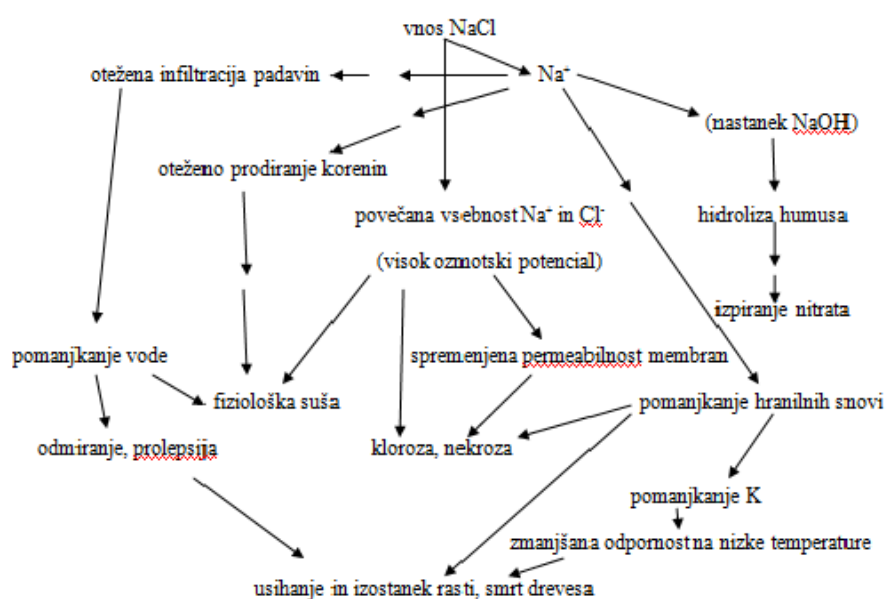 vnos NaCl
otežena infiltracija padavin
Na⁺
(nastanek NaOH)
oteženo prodiranje korenin
povečana vsebnost Na⁺ in Cl⁻
hidroliza humusa
(visok ozmotski potencial)
izpiranje nitrata
pomanjkanje vode
spremenjena permeabilnost membran
fiziološka suša
pomanjkanje hranilnih snovi
odmiranje, prolepsija
kloroza, nekroza
pomanjkanje K
zmanjšana odpornost na nizke temperature
usihanje in izostanek rasti, smrt drevesa